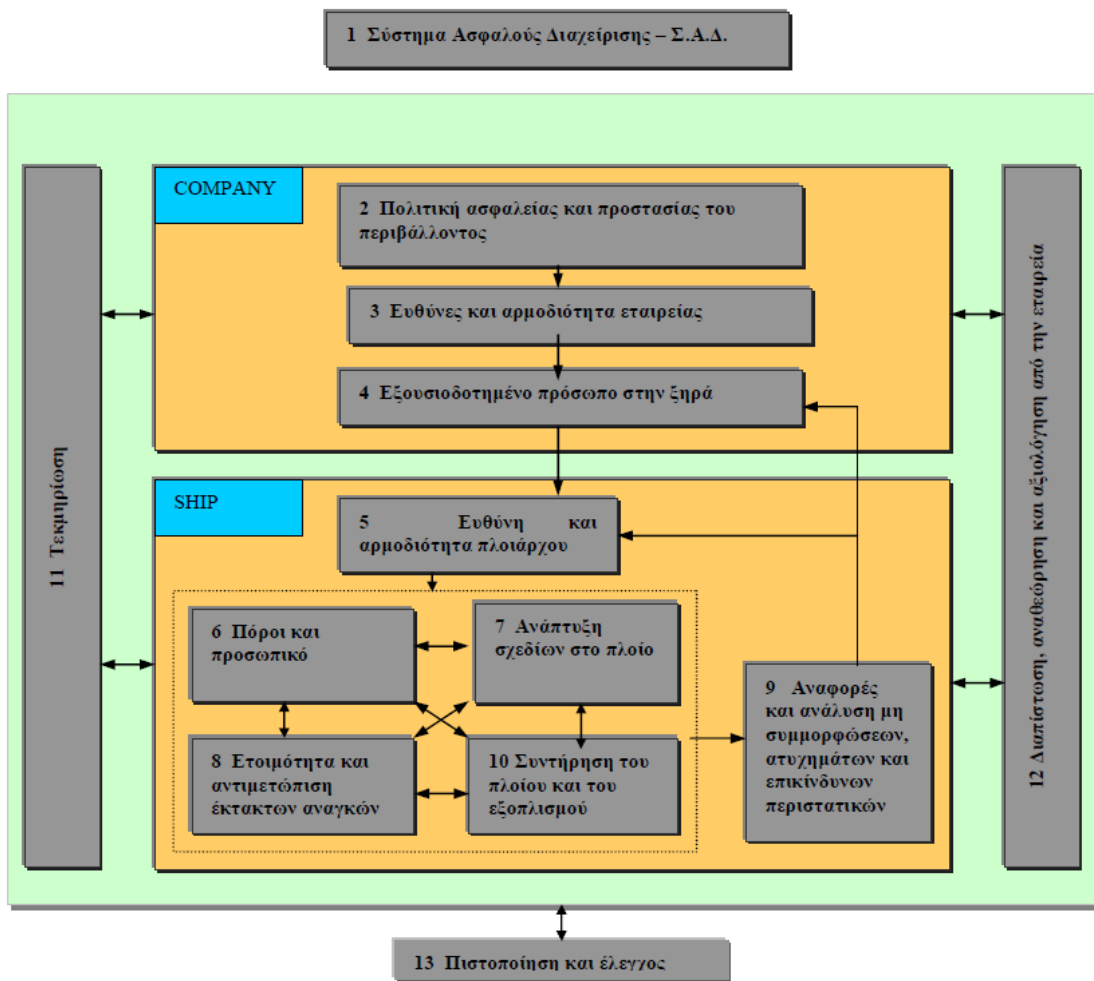 1 Σύστημα Ασφαλούς Διαχείρισης – Σ.Α.Δ.
COMPANY
2 Πολιτική ασφαλείας και προστασίας του
περιβάλλοντος
3 Ευθύνες και αρμοδιότητα εταιρείας
4 Εξουσιοδοτημένο πρόσωπο στην ξηρά
11 Τεκμηρίωση
SHIP
5 Ευθύνη και
αρμοδιότητα πλοιάρχου
6 Πόροι και
προσωπικό
7 Ανάπτυξη
σχεδίων στο πλοίο
8 Ετοιμότητα και
αντιμετώπιση
έκτακτων αναγκών
10 Συντήρηση του
πλοίου και του
εξοπλισμού
9 Αναφορές
και ανάλυση μη
συμμορφώσεων,
ατυχημάτων και
επικίνδυνων
περιστατικών
12 Διαπίστωση, αναθεώρηση και αξιολόγηση από την εταιρεία
13 Πιστοποίηση και έλεγχος